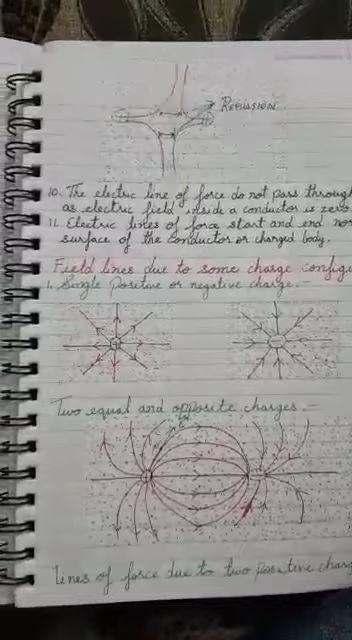 REPULSION
10. The electric line of force do not pass through
as electric field inside a conductor is zero.
11. Electric lines of force start and end nor
surface of the conductor or charged body.
Field lines due to some charge configu
1. Single Positive or negative charge.-
Two equal and opposite charges.-
Lines of force due to two positive charg